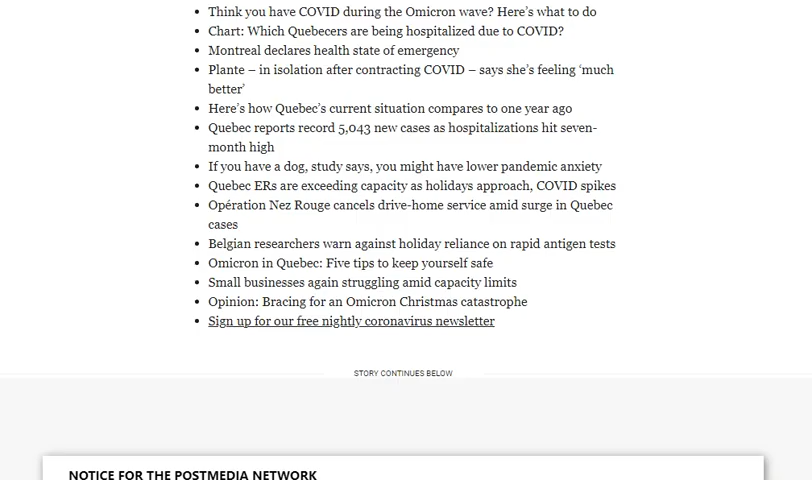 Think you have COVID during the Omicron wave? Here’s what to do
Chart: Which Quebecers are being hospitalized due to COVID?
Montreal declares health state of emergency
Plante – in isolation after contracting COVID – says she’s feeling ‘much
better’
Here’s how Quebec’s current situation compares to one year ago
Quebec reports record 5,043 new cases as hospitalizations hit seven-
month high
If you have a dog, study says, you might have lower pandemic anxiety
Quebec ERs are exceeding capacity as holidays approach, COVID spikes
Opération Nez Rouge cancels drive-home service amid surge in Quebec
cases
Belgian researchers warn against holiday reliance on rapid antigen tests
Omicron in Quebec: Five tips to keep yourself safe
Small businesses again struggling amid capacity limits
Opinion: Bracing for an Omicron Christmas catastrophe
Sign up for our free nightly coronavirus newsletter
STORY CONTINUES BELOW
NOTICE FOR THE POSTMEDIA NETWORK